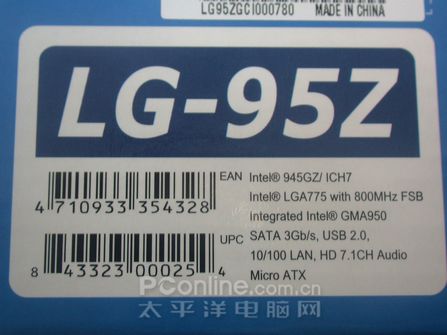 LG95ZGCI000780 MADE IN CHINA
LG-95Z
EAN Intel® 945GZ/ ICH7
Intel® LGA775 with 800MHz FSB
4 710933 354328
Integrated Intel® GMA950
UPC SATA 3Gb/s, USB 2.0,
10/100 LAN, HD 7.1CH Audio
8 43323 00025 4
Micro ATX
PConline.com.cn
太平洋电脑网